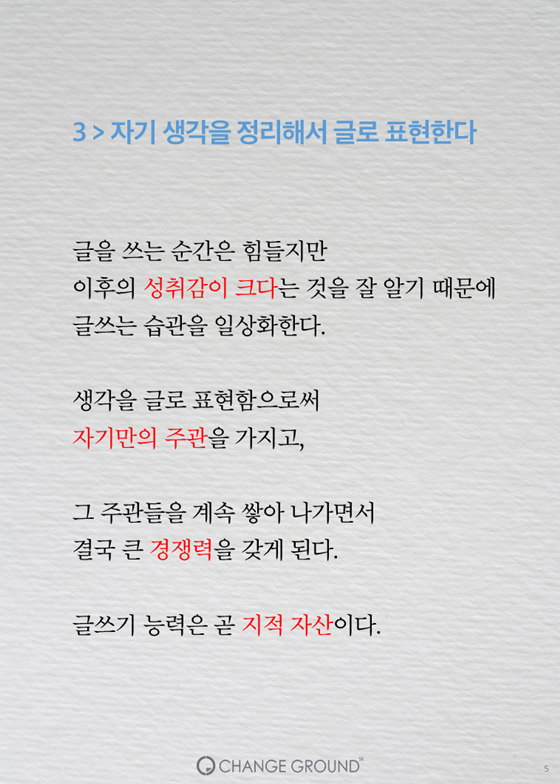 3 > 자기 생각을 정리해서 글로 표현한다
글을 쓰는 순간은 힘들지만
이후의 성취감이 크다는 것을 잘 알기 때문에
글쓰는 습관을 일상화한다.
생각을 글로 표현함으로써
자기만의 주관을 가지고,
그 주관들을 계속 쌓아 나가면서
결국 큰 경쟁력을 갖게 된다.
글쓰기 능력은 곧 지적 자산이다.
CHANGE GROUND
5